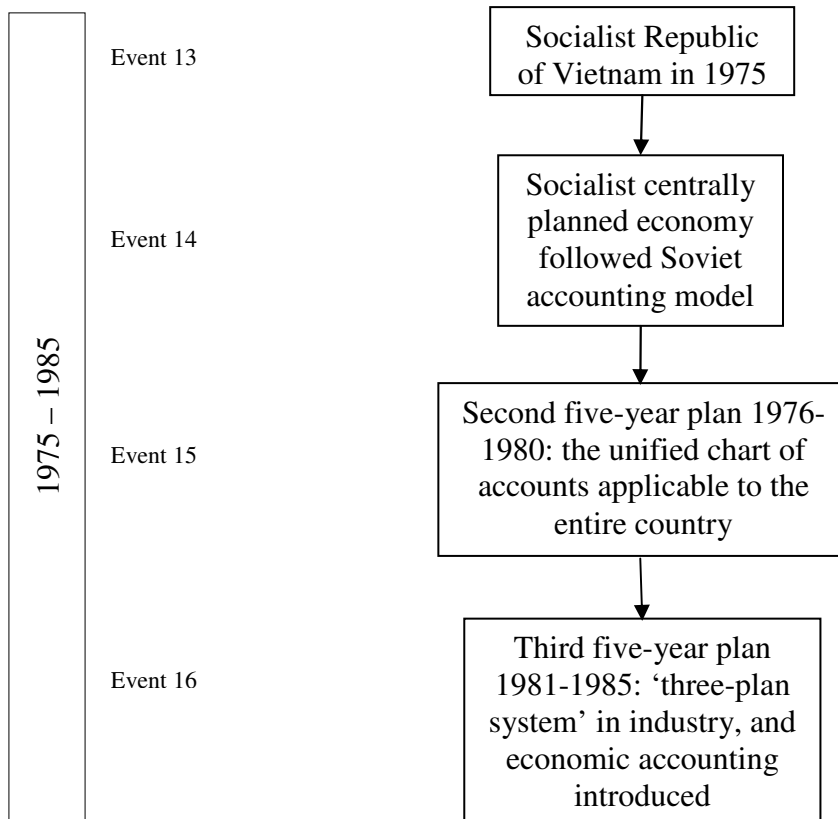 1975 – 1985
Event 13
Socialist Republic
of Vietnam in 1975
Event 14
Socialist centrally
planned economy
followed Soviet
accounting model
Event 15
Second five-year plan 1976-
1980: the unified chart of
accounts applicable to the
entire country
Event 16
Third five-year plan
1981-1985: ‘three-plan
system’ in industry, and
economic accounting
introduced